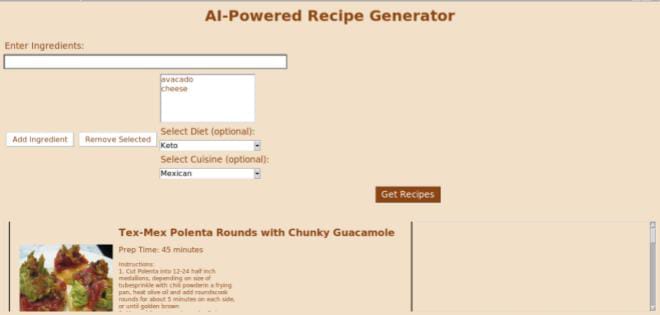 AI-Powered Recipe Generator
Enter Ingredients:
avacado
cheese
Add Ingredient
Remove Selected
Select Diet (optional):
Keto
Select Cuisine (optional):
Mexican
Get Recipes
Tex-Mex Polenta Rounds with Chunky Guacamole
Prep Time: 45 minutes
Instructions:
1. Cut Polenta into 12-24 half inch
medallions, depending on size of
tubesprinkle with chili powderin a frying
pan, heat olive oil and add roundscook
rounds for about 5 minutes on each side,
or until golden brown